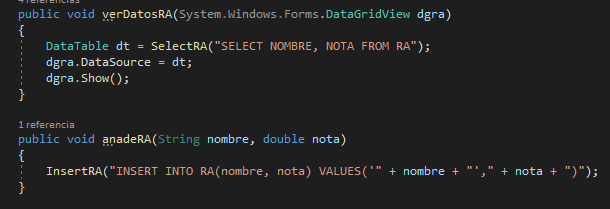 4 referencias
public void verDatosRA(System.Windows.Forms.DataGridView dgra)
{
DataTable dt = SelectRA("SELECT NOMBRE, NOTA FROM RA");
dgra.DataSource = dt;
dgra.Show();
}
1 referencia
public void anadeRA(String nombre, double nota)
{
InsertRA("INSERT INTO RA(nombre, nota) VALUES('" + nombre + "'," + nota + ")");
}